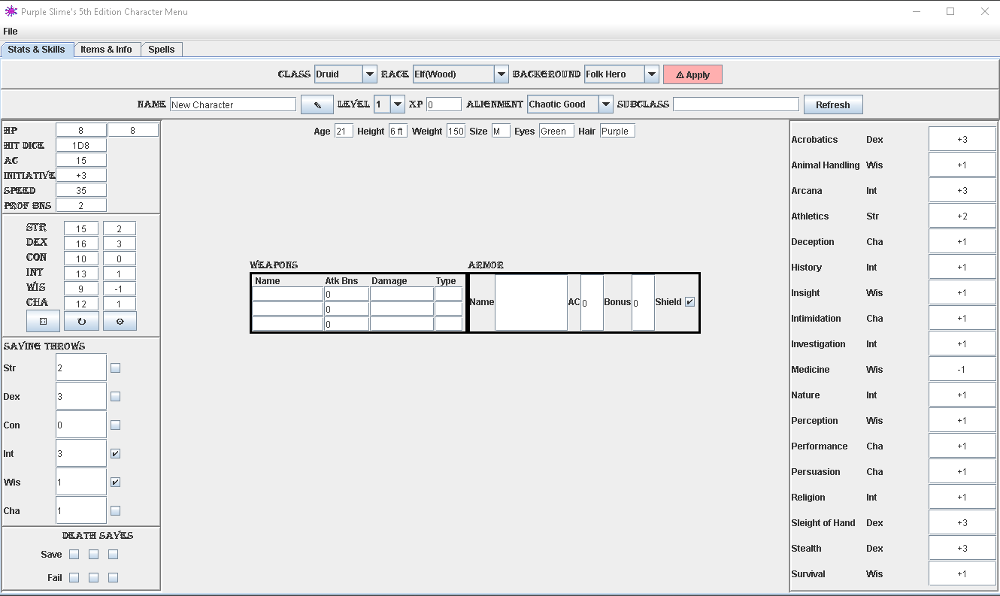 Purple Slime's 5th Edition Character Menu
File
Stats & Skills Items & Info Spells
CLASS Druid RACE Elf(Wood) BACKGROUND Folk Hero ⚠ Apply
NAME New Character ✎ LEVEL 1 XP 0 ALIGNMENT Chaotic Good SUBCLASS Refresh
HP 8 8
HIT DICE 1D8
AC 15
INITIATIVE +3
SPEED 35
PROF BNS 2
STR 15 2
DEX 16 3
CON 10 0
INT 13 1
WIS 9 -1
CHA 12 1
SAVING THROWS
Str 2
Dex 3
Con 0
Int 3
Wis 1
Cha 1
DEATH SAVES
Save
Fail
Age 21 Height 6 ft Weight 150 Size M Eyes Green Hair Purple
WEAPONS
Name Atk Bns Damage Type
0
0
0
ARMOR
Name AC 0 Bonus 0 Shield
Acrobatics Dex +3
Animal Handling Wis +1
Arcana Int +3
Athletics Str +2
Deception Cha +1
History Int +1
Insight Wis +1
Intimidation Cha +1
Investigation Int +1
Medicine Wis -1
Nature Int +1
Perception Wis +1
Performance Cha +1
Persuasion Cha +1
Religion Int +1
Sleight of Hand Dex +3
Stealth Dex +3
Survival Wis +1